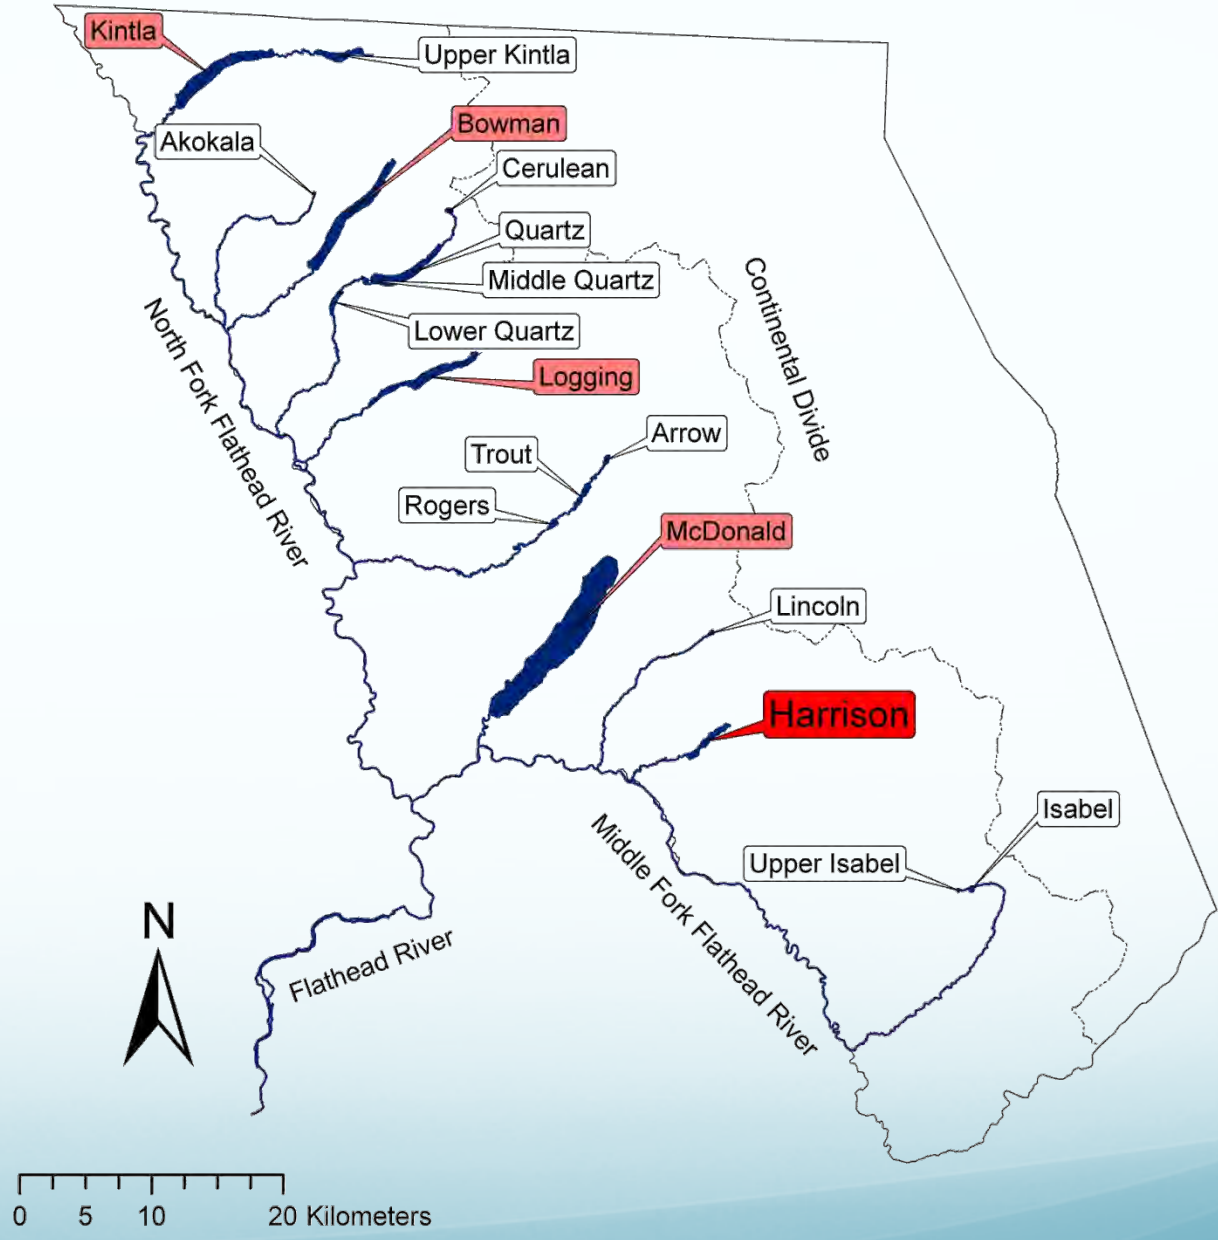 Kintla
Upper Kintla
Bowman
Akokala
Cerulean
Quartz
Middle Quartz
Lower Quartz
Logging
Continental Divide
North Fork Flathead River
Arrow
Trout
Rogers
McDonald
Lincoln
Harrison
Isabel
Upper Isabel
Middle Fork Flathead River
N
Flathead River
0 5 10 20 Kilometers